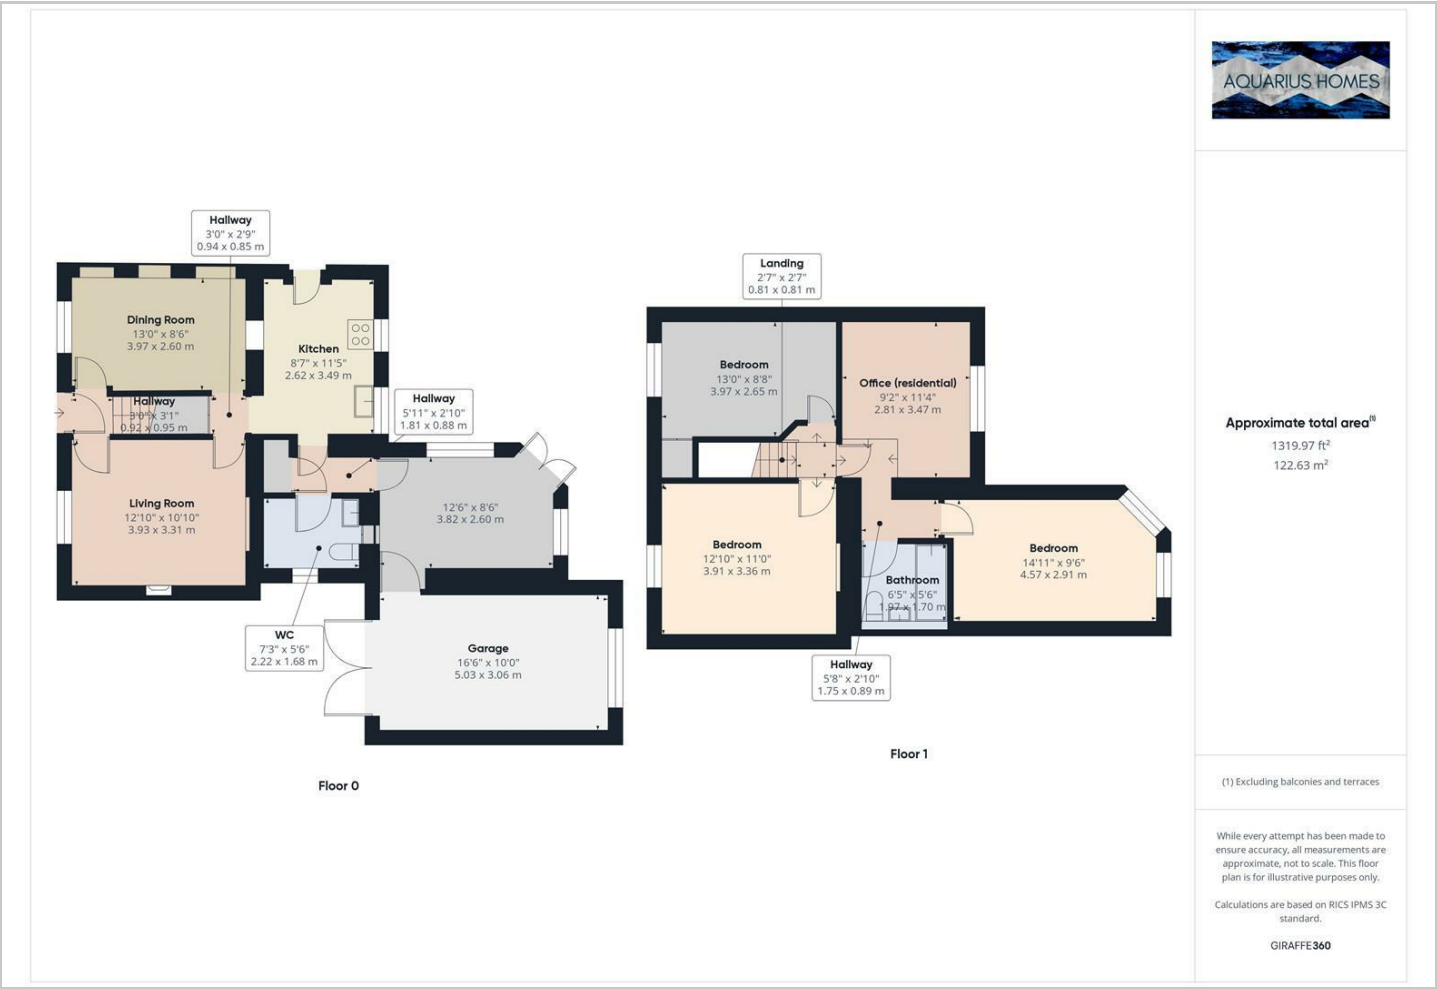 AQUARIUS HOMES
Hallway
3'0" x 2'9"
0.94 x 0.85 m
Dining Room
13'0" x 8'6"
3.97 x 2.60 m
Kitchen
8'7" x 11'5"
2.62 x 3.49 m
Hallway
3'0" x 3'1"
0.92 x 0.95 m
Hallway
5'11" x 2'10"
1.81 x 0.88 m
Living Room
12'10" x 10'10"
3.93 x 3.31 m
12'6" x 8'6"
3.82 x 2.60 m
WC
7'3" x 5'6"
2.22 x 1.68 m
Garage
16'6" x 10'0"
5.03 x 3.06 m
Floor 0
Landing
2'7" x 2'7"
0.81 x 0.81 m
Bedroom
13'0" x 8'8"
3.97 x 2.65 m
Office (residential)
9'2" x 11'4"
2.81 x 3.47 m
Bedroom
12'10" x 11'0"
3.91 x 3.36 m
Bedroom
14'11" x 9'6"
4.57 x 2.91 m
Bathroom
6'5" x 5'6"
1.97 x 1.70 m
Hallway
5'8" x 2'10"
1.75 x 0.89 m
Floor 1
Approximate total area(1)
1319.97 ft²
122.63 m²
(1) Excluding balconies and terraces
While every attempt has been made to
ensure accuracy, all measurements are
approximate, not to scale. This floor
plan is for illustrative purposes only.
Calculations are based on RICS IPMS 3C
standard.
GIRAFFE360